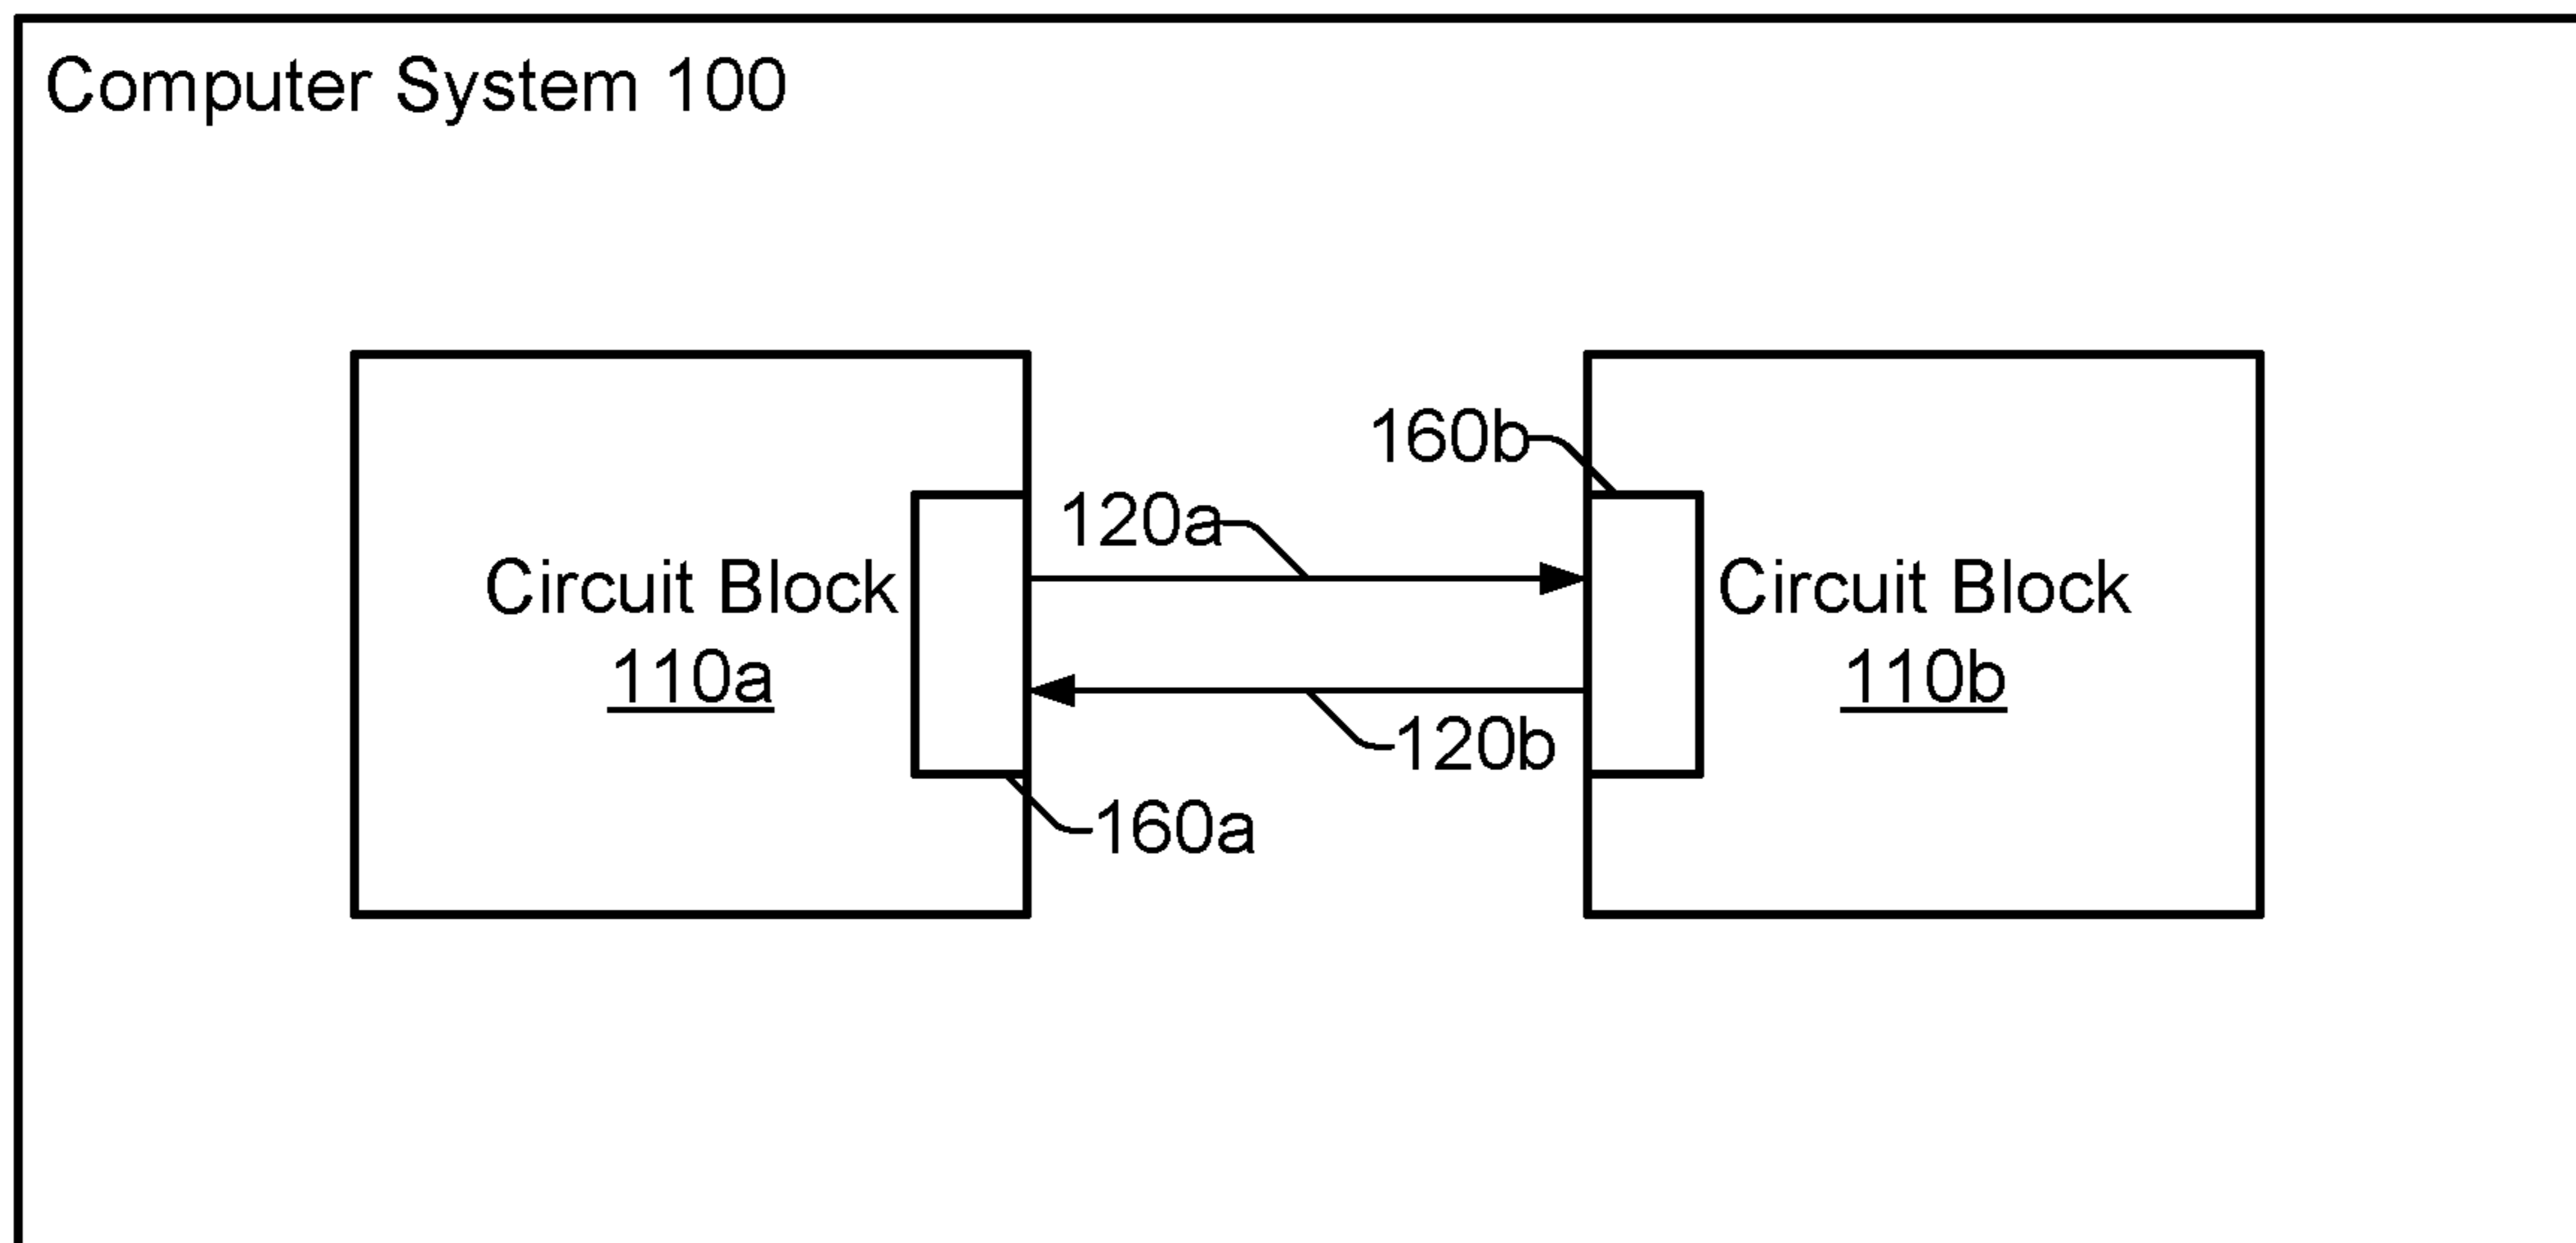 Computer System 100
160b
120a
Circuit Block
110a
Circuit Block
110b
120b
160a